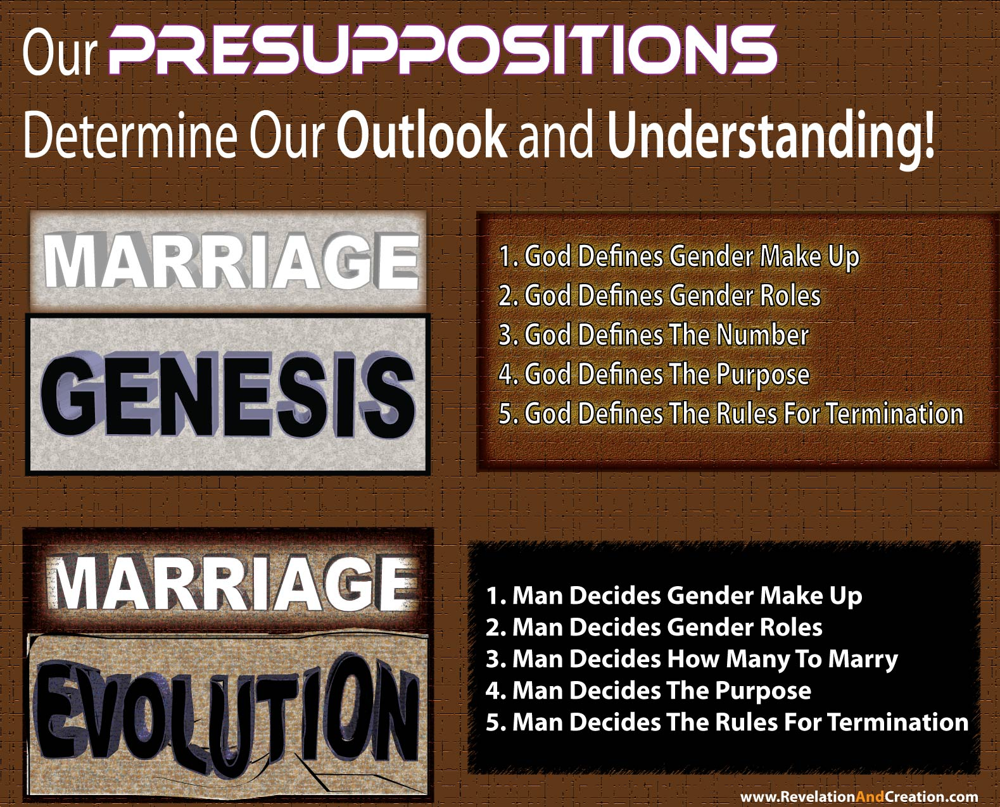 Our PRESUPPOSITIONS
Determine Our Outlook and Understanding!
MARRIAGE
GENESIS
1. God Defines Gender Make Up
2. God Defines Gender Roles
3. God Defines The Number
4. God Defines The Purpose
5. God Defines The Rules For Termination
MARRIAGE
EVOLUTION
1. Man Decides Gender Make Up
2. Man Decides Gender Roles
3. Man Decides How Many To Marry
4. Man Decides The Purpose
5. Man Decides The Rules For Termination
www.RevelationAndCreation.com